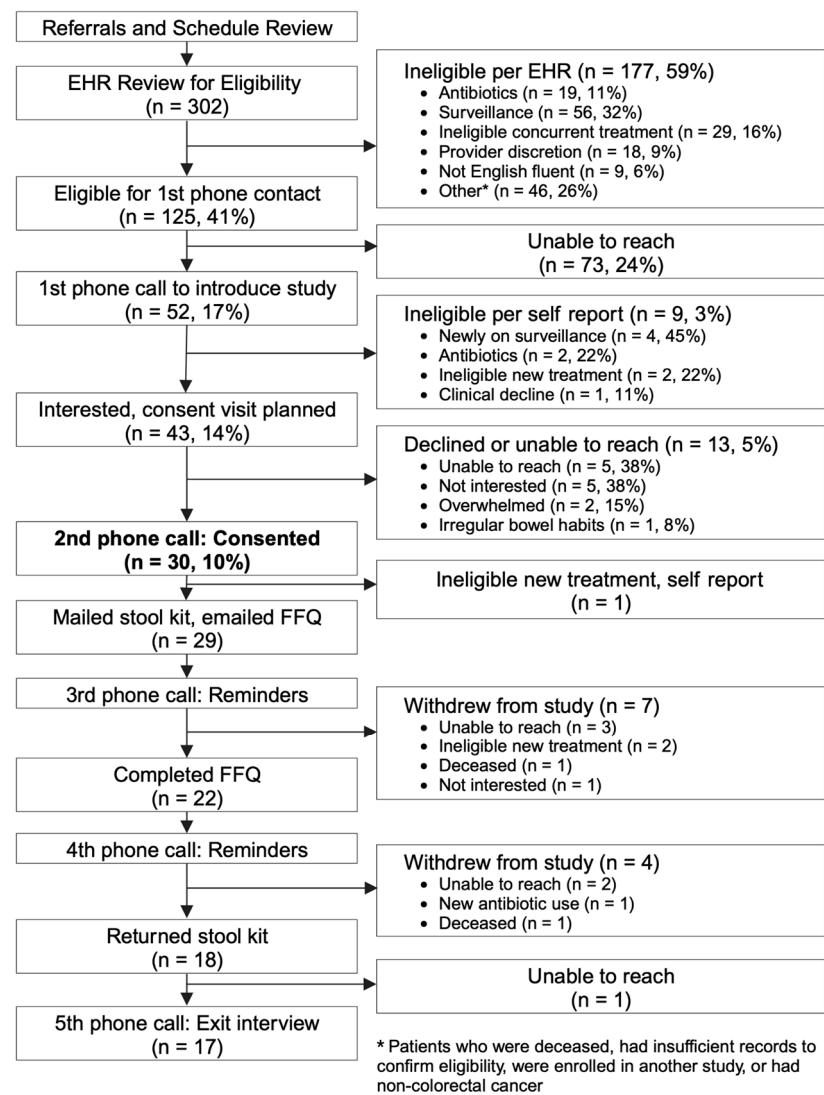 Referrals and Schedule Review
EHR Review for Eligibility
(n = 302)
Ineligible per EHR (n = 177, 59%)
• Antibiotics (n = 19, 11%)
• Surveillance (n = 56, 32%)
• Ineligible concurrent treatment (n = 29, 16%)
• Provider discretion (n = 18, 9%)
• Not English fluent (n = 9, 6%)
• Other* (n = 46, 26%)
Eligible for 1st phone contact
(n = 125, 41%)
Unable to reach
(n = 73, 24%)
1st phone call to introduce study
(n = 52, 17%)
Ineligible per self report (n = 9, 3%)
• Newly on surveillance (n = 4, 45%)
• Antibiotics (n = 2, 22%)
• Ineligible new treatment (n = 2, 22%)
• Clinical decline (n = 1, 11%)
Interested, consent visit planned
(n = 43, 14%)
Declined or unable to reach (n = 13, 5%)
• Unable to reach (n = 5, 38%)
• Not interested (n = 5, 38%)
• Overwhelmed (n = 2, 15%)
• Irregular bowel habits (n = 1, 8%)
2nd phone call: Consented
(n = 30, 10%)
Ineligible new treatment, self report
(n = 1)
Mailed stool kit, emailed FFQ
(n = 29)
3rd phone call: Reminders
Withdrew from study (n = 7)
• Unable to reach (n = 3)
• Ineligible new treatment (n = 2)
• Deceased (n = 1)
• Not interested (n = 1)
Completed FFQ
(n = 22)
4th phone call: Reminders
Withdrew from study (n = 4)
• Unable to reach (n = 2)
• New antibiotic use (n = 1)
• Deceased (n = 1)
Returned stool kit
(n = 18)
Unable to reach
(n = 1)
5th phone call: Exit interview
(n = 17)
* Patients who were deceased, had insufficient records to
confirm eligibility, were enrolled in another study, or had
non-colorectal cancer